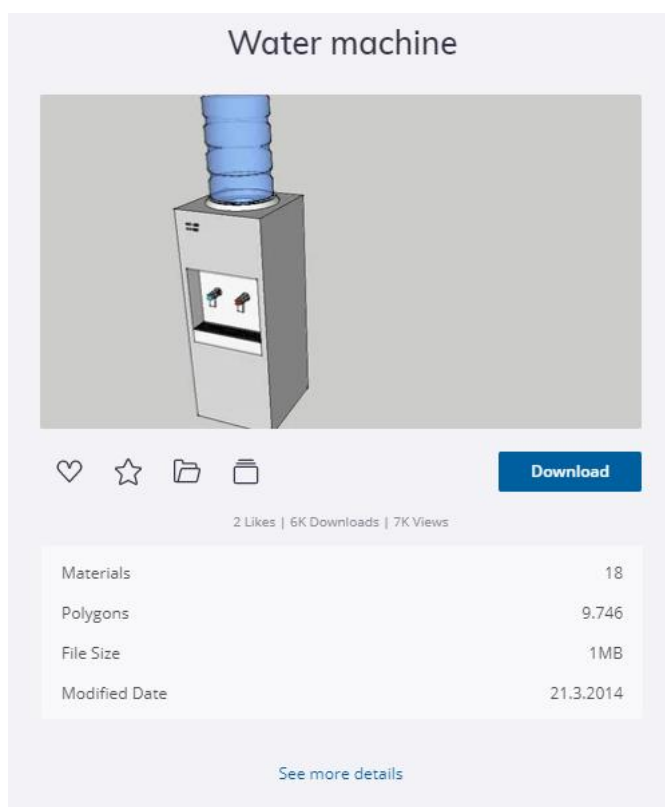 Water machine
Download
2 Likes | 6K Downloads | 7K Views
Materials 18
Polygons 9.746
File Size 1MB
Modified Date 21.3.2014
See more details